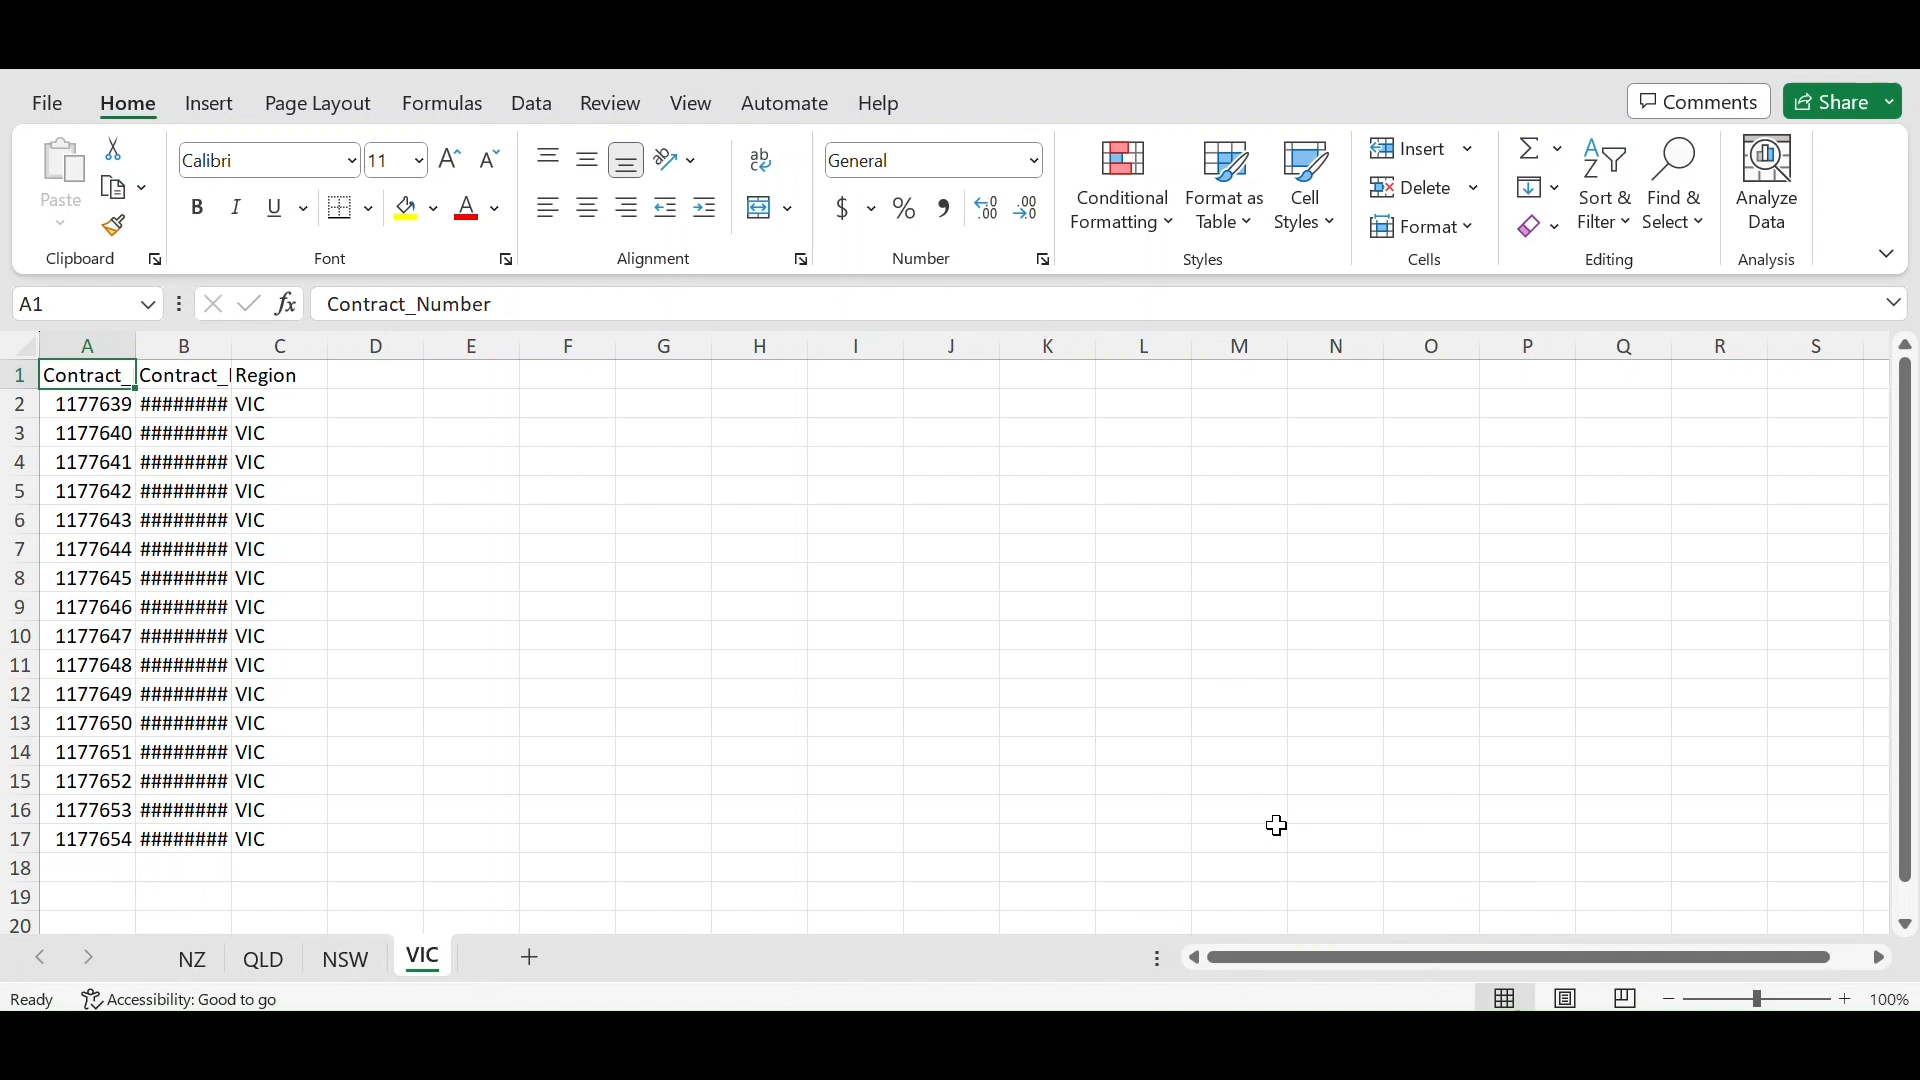 File Home Insert Page Layout Formulas Data Review View Automate Help Comments Share
Paste
Clipboard
Calibri 11
B I U A
Font
ab
Alignment
General
$ % , .00
Number
Conditional Formatting
Format as Table
Cell Styles
Styles
Insert
Delete
Format
Cells
Sort & Filter
Find & Select
Editing
Analyze Data
Analysis
A1 fx Contract_Number
A B C D E F G H I J K L M N O P Q R S
1 Contract_ Contract_ Region
2 1177639 ######## VIC
3 1177640 ######## VIC
4 1177641 ######## VIC
5 1177642 ######## VIC
6 1177643 ######## VIC
7 1177644 ######## VIC
8 1177645 ######## VIC
9 1177646 ######## VIC
10 1177647 ######## VIC
11 1177648 ######## VIC
12 1177649 ######## VIC
13 1177650 ######## VIC
14 1177651 ######## VIC
15 1177652 ######## VIC
16 1177653 ######## VIC
17 1177654 ######## VIC
18
19
20
NZ QLD NSW VIC
Ready Accessibility: Good to go 100%